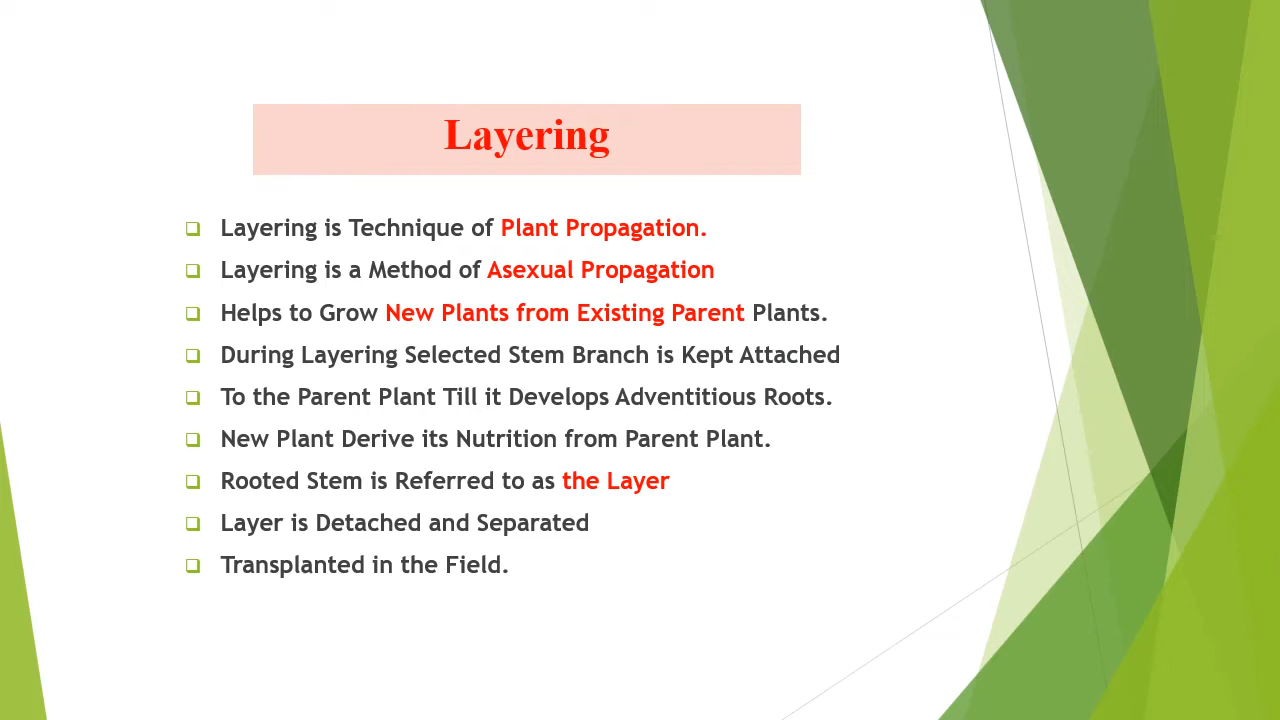 Layering
Layering is Technique of Plant Propagation.
Layering is a Method of Asexual Propagation
Helps to Grow New Plants from Existing Parent Plants.
During Layering Selected Stem Branch is Kept Attached
To the Parent Plant Till it Develops Adventitious Roots.
New Plant Derive its Nutrition from Parent Plant.
Rooted Stem is Referred to as the Layer
Layer is Detached and Separated
Transplanted in the Field.